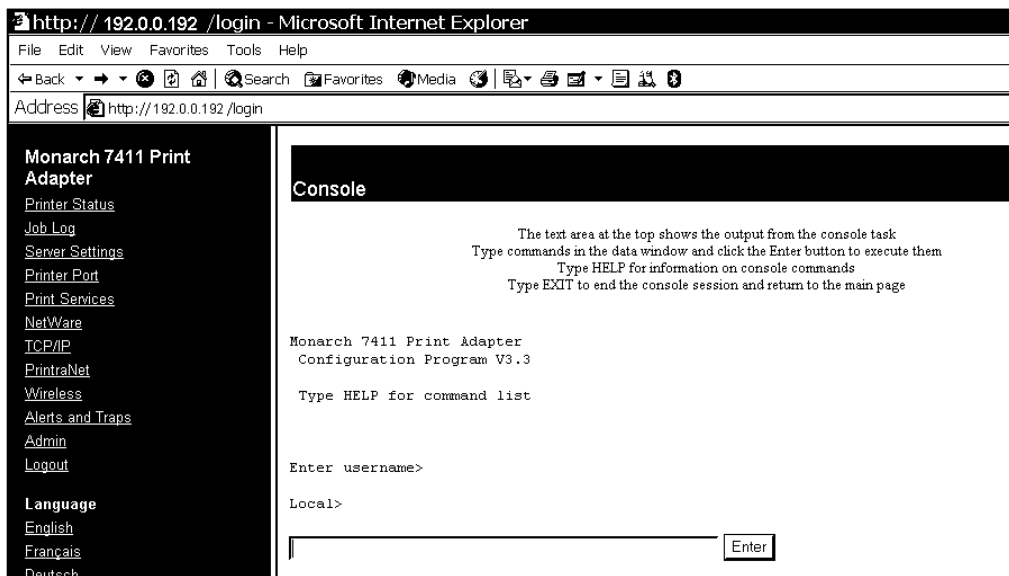 http:// 192.0.0.192 /login - Microsoft Internet Explorer
File Edit View Favorites Tools Help
Back Search Favorites Media
Address http://192.0.0.192/login
Monarch 7411 Print
Adapter
Printer Status
Job Log
Server Settings
Printer Port
Print Services
NetWare
TCP/IP
PrintraNet
Wireless
Alerts and Traps
Admin
Logout
Language
English
Français
Deutsch
Console
The text area at the top shows the output from the console task
Type commands in the data window and click the Enter button to execute them
Type HELP for information on console commands
Type EXIT to end the console session and return to the main page
Monarch 7411 Print Adapter
Configuration Program V3.3
Type HELP for command list
Enter username>
Local>
Enter